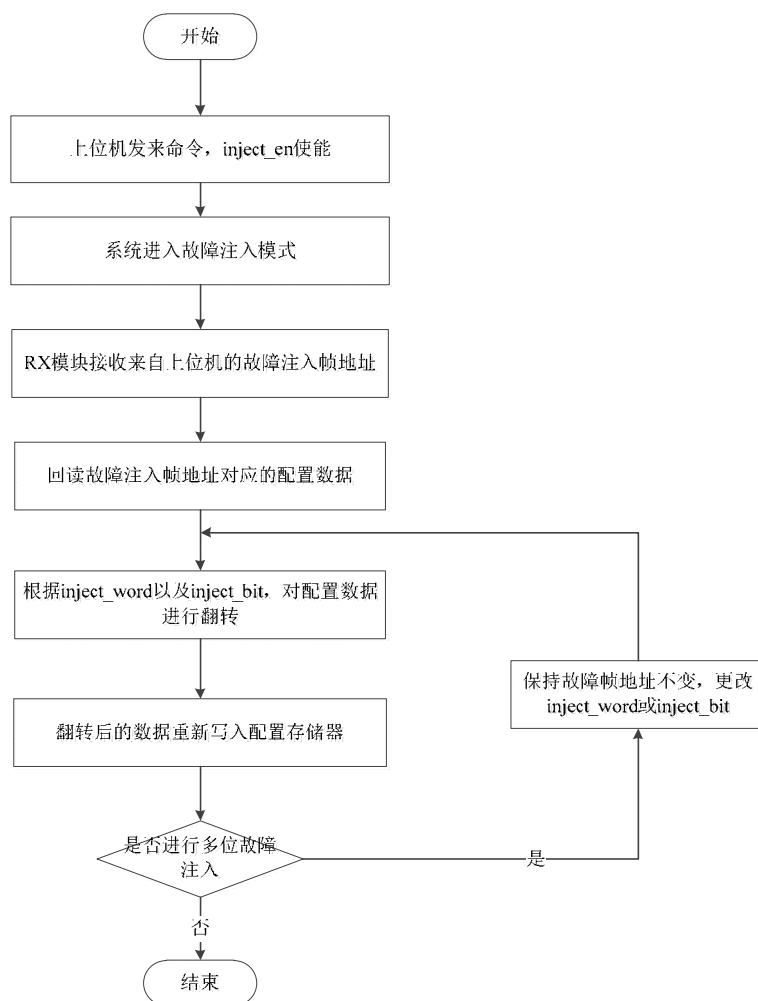 开始
上位机发来命令，inject_en使能
系统进入故障注入模式
RX模块接收来自上位机的故障注入帧地址
回读故障注入帧地址对应的配置数据
根据inject_word以及inject_bit，对配置数据
进行翻转
保持故障帧地址不变，更改
inject_word或inject_bit
翻转后的数据重新写入配置存储器
是否进行多位故障
注入
是
否
结束